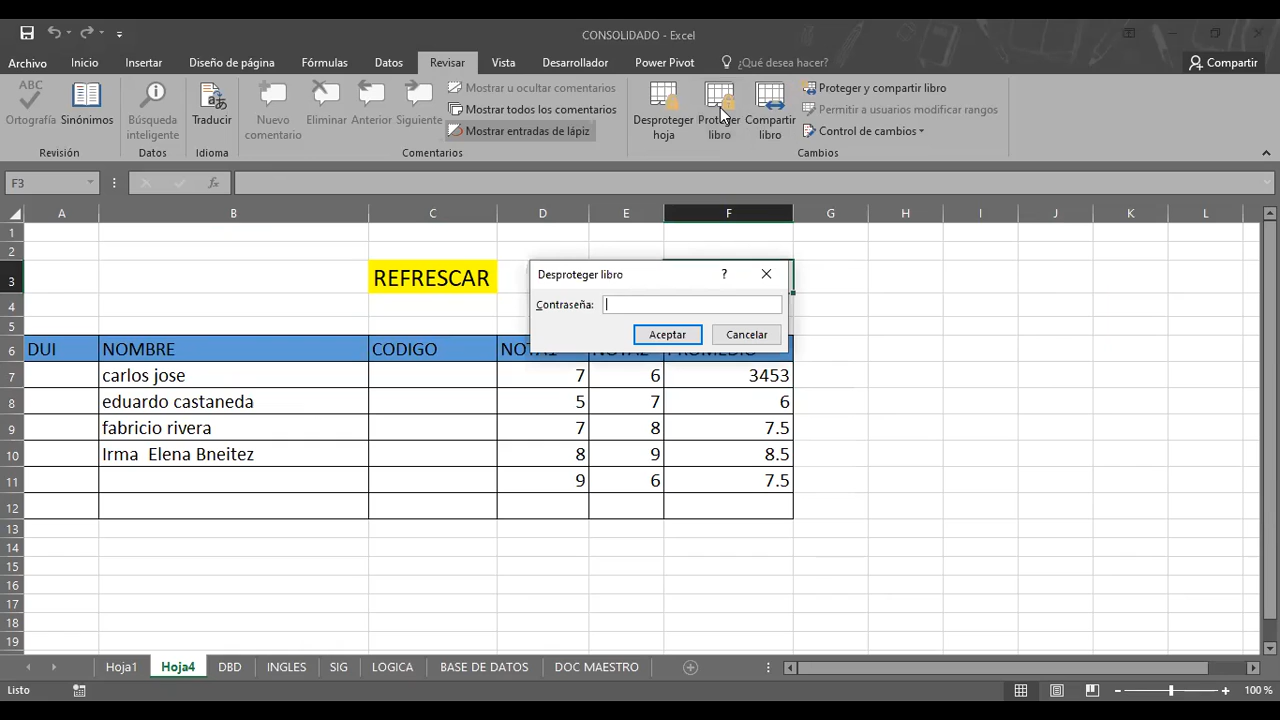 CONSOLIDADO - Excel
Archivo Inicio Insertar Diseño de página Fórmulas Datos Revisar Vista Desarrollador Power Pivot ¿Qué desea hacer? Compartir
ABC
Ortografía Sinónimos
Revisión
Búsqueda
inteligente
Datos
Traducir
Idioma
Nuevo
comentario
Eliminar Anterior Siguiente
Mostrar u ocultar comentarios
Mostrar todos los comentarios
Mostrar entradas de lápiz
Comentarios
Desproteger
hoja
Proteger
libro
Compartir
libro
Proteger y compartir libro
Permitir a usuarios modificar rangos
Control de cambios
Cambios
F3 fx
A B C D E F G H I J K L
1
2
3 REFRESCAR
Desproteger libro ?
Contraseña:
Aceptar Cancelar
4
5
6 DUI NOMBRE CODIGO NOTA1 NOTA2 PROMEDIO
7 carlos jose 7 6 3453
8 eduardo castaneda 5 7 6
9 fabricio rivera 7 8 7.5
10 Irma Elena Bneitez 8 9 8.5
11 9 6 7.5
12
13
14
15
16
17
18
19
Hoja1 Hoja4 DBD INGLES SIG LOGICA BASE DE DATOS DOC MAESTRO
Listo 100 %